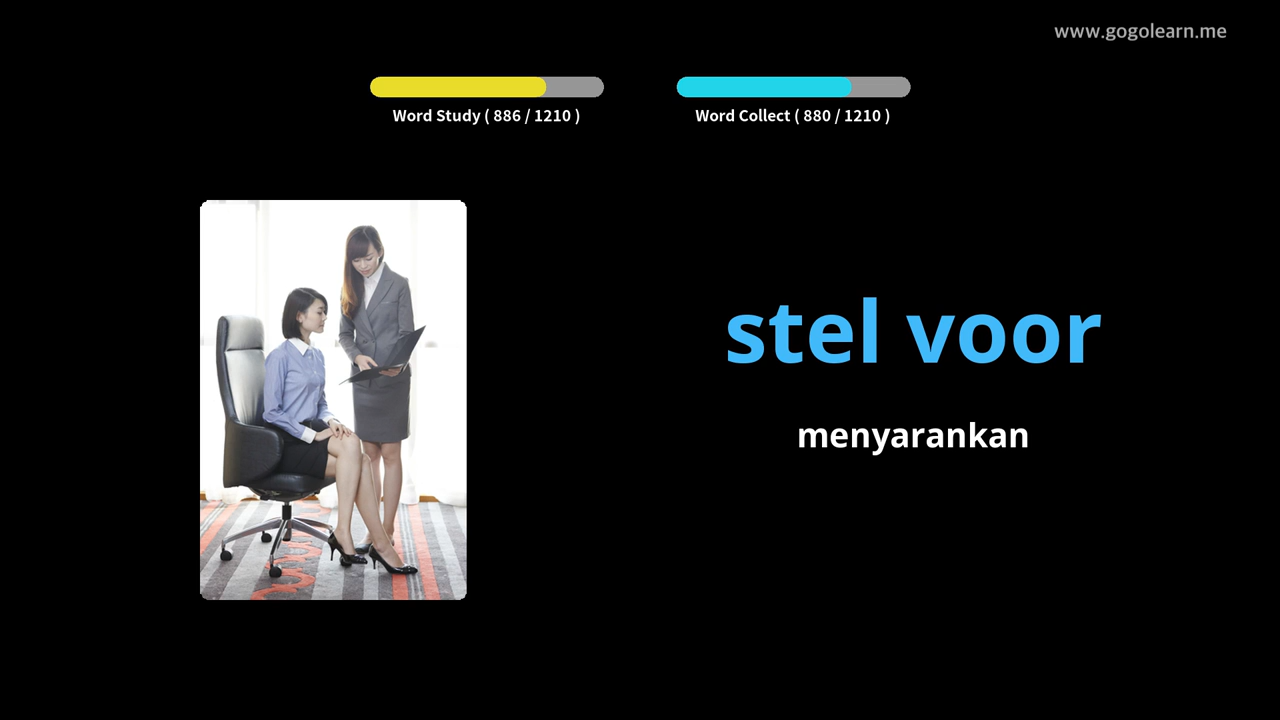 www.gogolearn.me
Word Study ( 886 / 1210 )
Word Collect ( 880 / 1210 )
stel voor
menyarankan